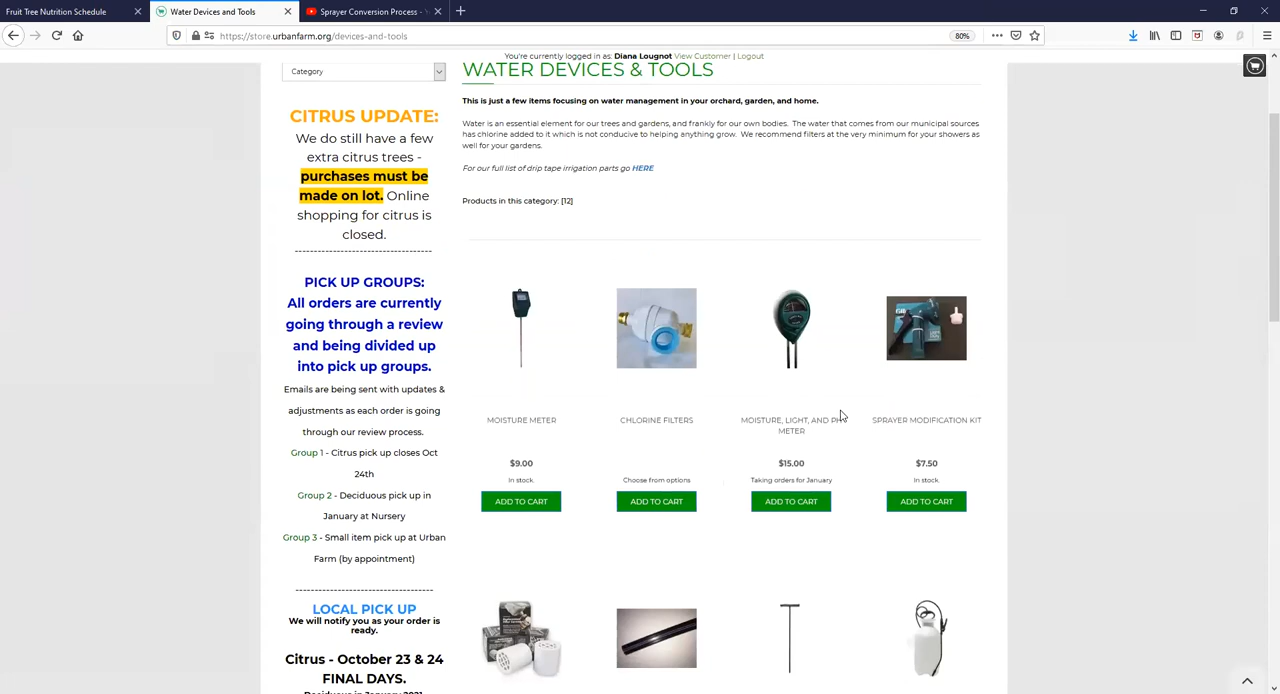 Fruit Tree Nutrition Schedule
Water Devices and Tools
Sprayer Conversion Process -
https://store.urbanfarm.org/devices-and-tools
80%
You're currently logged in as: Diana Lougnot View Customer | Logout
Category
WATER DEVICES & TOOLS
This is just a few items focusing on water management in your orchard, garden, and home.
Water is an essential element for our trees and gardens, and frankly for our own bodies. The water that comes from our municipal sources
has chlorine added to it which is not conducive to helping anything grow. We recommend filters at the very minimum for your showers as
well for your gardens.
For our full list of drip tape irrigation parts go HERE
Products in this category: [12]
CITRUS UPDATE:
We do still have a few
extra citrus trees -
purchases must be
made on lot. Online
shopping for citrus is
closed.
-----------------------------------
PICK UP GROUPS:
All orders are currently
going through a review
and being divided up
into pick up groups.
Emails are being sent with updates &
adjustments as each order is going
through our review process.
Group 1 - Citrus pick up closes Oct
24th
Group 2 - Deciduous pick up in
January at Nursery
Group 3 - Small item pick up at Urban
Farm (by appointment)
-----------------------------------
LOCAL PICK UP
We will notify you as your order is
ready.
Citrus - October 23 & 24
FINAL DAYS.
Deciduous in January 2021
MOISTURE METER
$9.00
In stock.
ADD TO CART
CHLORINE FILTERS
Choose from options
ADD TO CART
MOISTURE, LIGHT, AND PH
METER
$15.00
Taking orders for January
ADD TO CART
SPRAYER MODIFICATION KIT
$7.50
In stock.
ADD TO CART